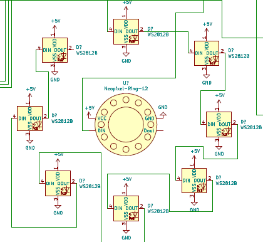 +5V
D?
WS2812B
DIN DOUT
GND
+5V
D?
WS2812B
DIN DOUT
GND
+5V
D?
WS2812B
DIN DOUT
GND
U?
Neopixel-Ring-12
+5V
GND
VCC
GND
Din
Dout
+5V
D?
WS2812B
DIN DOUT
GND
+5V
D?
WS2812B
DIN DOUT
GND
+5V
D?
WS2812B
DIN DOUT
GND
+5V
D?
WS2812B
DIN DOUT
GND
+5V
D?
WS2812B
DIN DOUT
GND